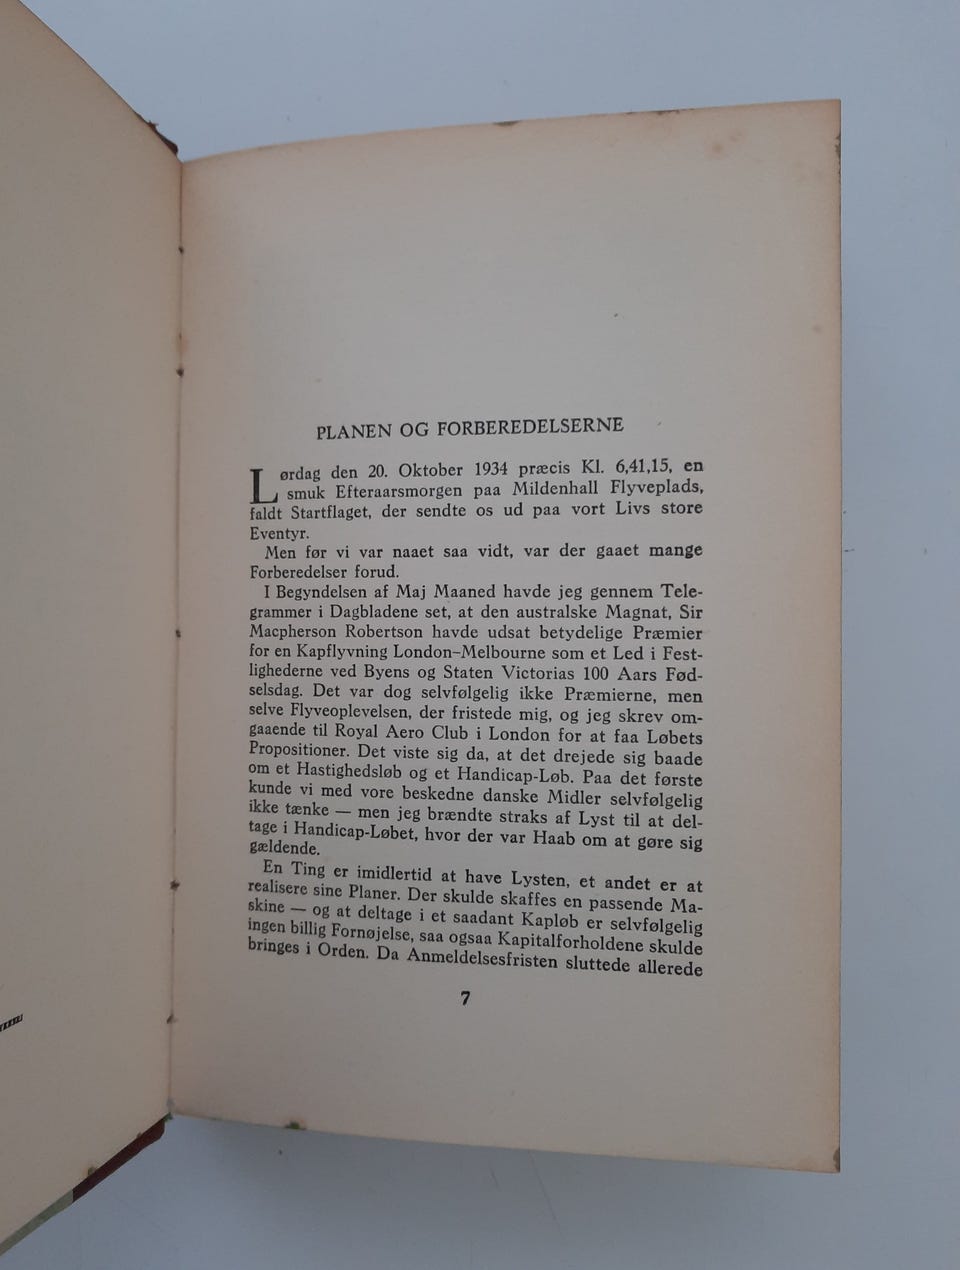 PLANEN OG FORBEREDELSERNE
Lørdag den 20. Oktober 1934 præcis Kl. 6,41,15, en
smuk Efteraarsmorgen paa Mildenhall Flyveplads,
faldt Startflaget, der sendte os ud paa vort Livs store
Eventyr.
Men før vi var naaet saa vidt, var der gaaet mange
Forberedelser forud.
I Begyndelsen af Maj Maaned havde jeg gennem Tele-
grammer i Dagbladene set, at den australske Magnat, Sir
Macpherson Robertson havde udsat betydelige Præmier
for en Kapflyvning London–Melbourne som et Led i Fest-
lighederne ved Byens og Staten Victorias 100 Aars Fød-
selsdag. Det var dog selvfølgelig ikke Præmierne, men
selve Flyveoplevelsen, der fristede mig, og jeg skrev om-
gaaende til Royal Aero Club i London for at faa Løbets
Propositioner. Det viste sig da, at det drejede sig baade
om et Hastighedsløb og et Handicap-Løb. Paa det første
kunde vi med vore beskedne danske Midler selvfølgelig
ikke tænke — men jeg brændte straks af Lyst til at del-
tage i Handicap-Løbet, hvor der var Haab om at gøre sig
gældende.
En Ting er imidlertid at have Lysten, et andet er at
realisere sine Planer. Der skulde skaffes en passende Ma-
skine — og at deltage i et saadant Kapløb er selvfølgelig
ingen billig Fornøjelse, saa ogsaa Kapitalforholdene skulde
bringes i Orden. Da Anmeldelsesfristen sluttede allerede
7